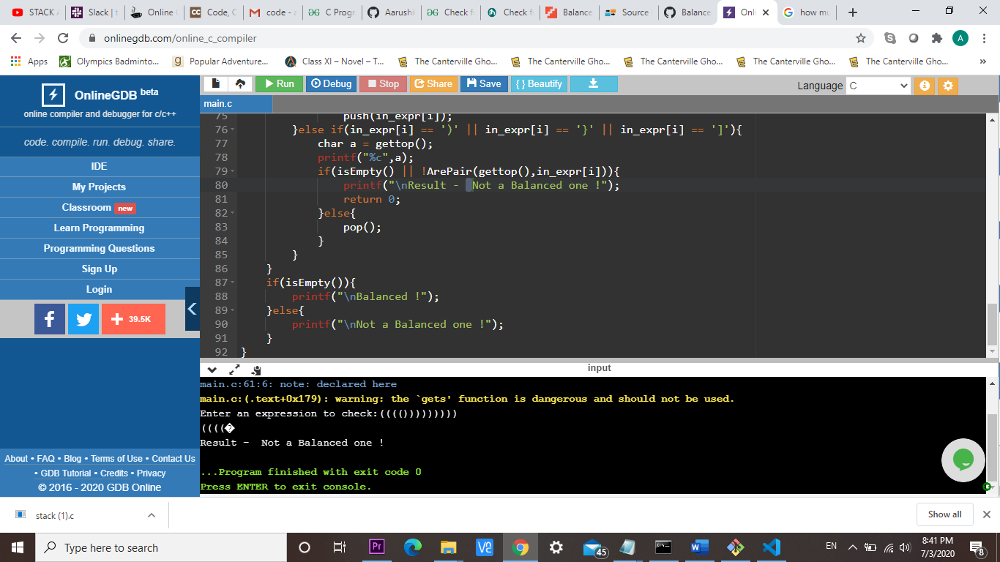 STACK
Slack | t
Online
Code, C
code - a
C Progr
Aarushi
Check f
Check f
Balance
Source
Balance
Onli
how mu
onlinegdb.com/online_c_compiler
A
Apps
Olympics Badminto...
Popular Adventure...
Class XI – Novel – T...
The Canterville Gho...
The Canterville Gho...
The Canterville Gho...
The Canterville Gho...
The Canterville Gho...
»
OnlineGDB beta
online compiler and debugger for c/c++
code. compile. run. debug. share.
IDE
My Projects
Classroom new
Learn Programming
Programming Questions
Sign Up
Login
39.5K
About • FAQ • Blog • Terms of Use • Contact Us
• GDB Tutorial • Credits • Privacy
© 2016 - 2020 GDB Online
Run Debug Stop Share Save { } Beautify
Language C
main.c
75 push(in_expr[i]);
76 }else if(in_expr[i] == ')' || in_expr[i] == '}' || in_expr[i] == ']'){
77 char a = gettop();
78 printf("%c",a);
79 if(isEmpty() || !ArePair(gettop(),in_expr[i])){
80 printf("\nResult -  Not a Balanced one !");
81 return 0;
82 }else{
83 pop();
84 }
85 }
86 }
87 if(isEmpty()){
88 printf("\nBalanced !");
89 }else{
90 printf("\nNot a Balanced one !");
91 }
92 }
input
main.c:61:6: note: declared here
main.c:(.text+0x179): warning: the `gets' function is dangerous and should not be used.
Enter an expression to check:(((()))))))))
((((�
Result -  Not a Balanced one !
...Program finished with exit code 0
Press ENTER to exit console.
stack (1).c
Show all
Type here to search
Pr
45
EN
8:41 PM
7/3/2020
8